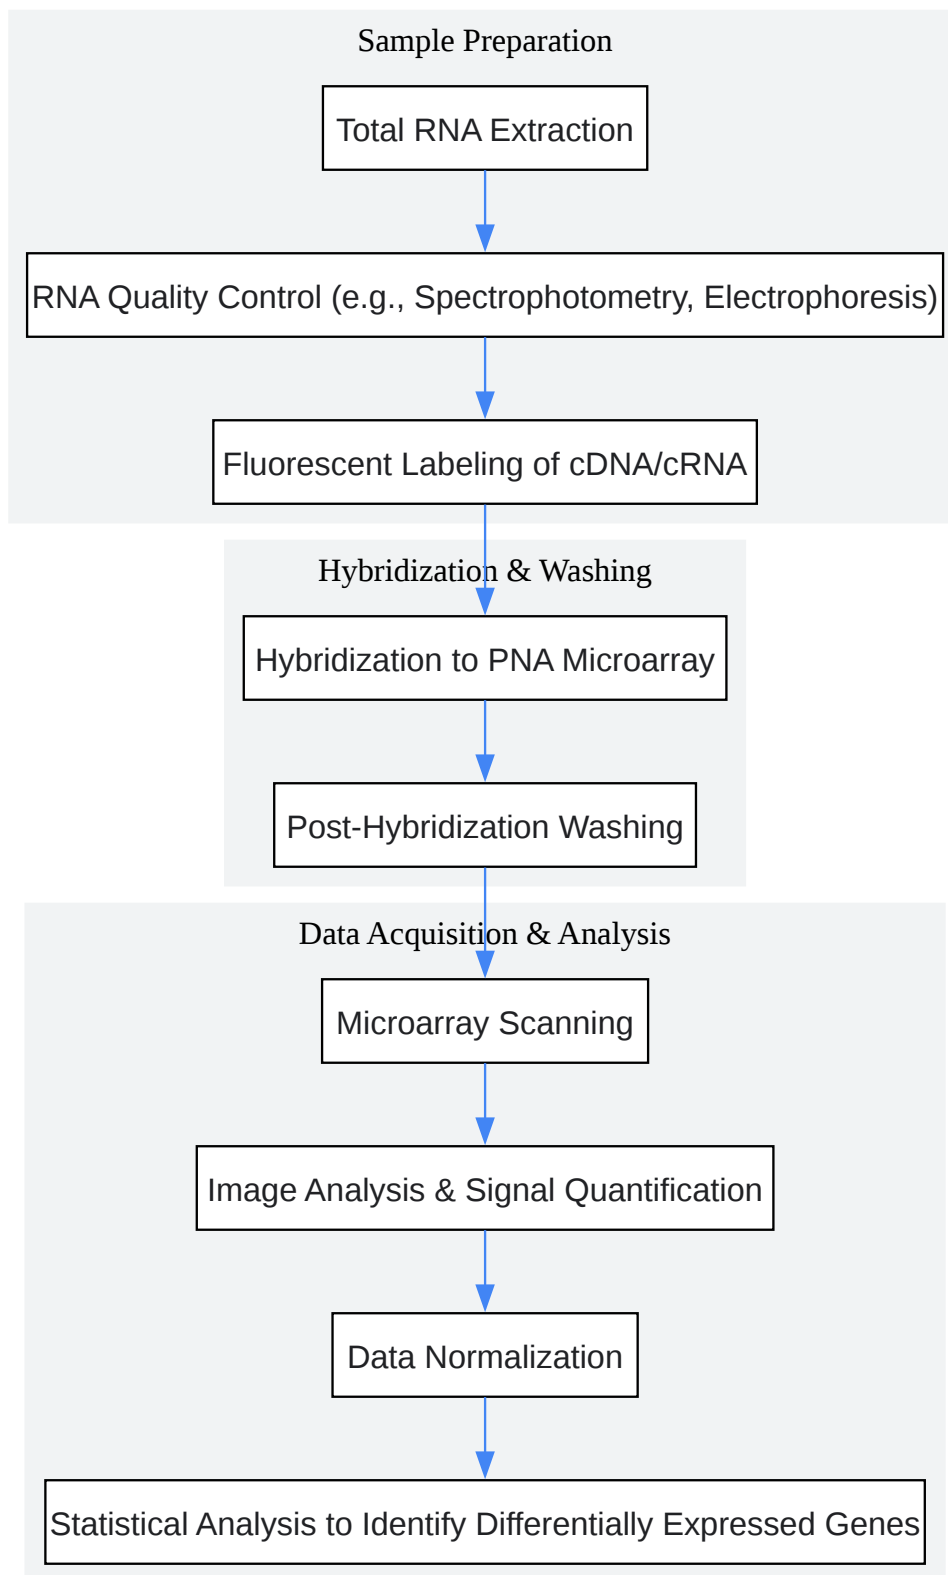 Sample Preparation
Total RNA Extraction
RNA Quality Control (e.g., Spectrophotometry, Electrophoresis)
Fluorescent Labeling of cDNA/cRNA
Hybridization & Washing
Hybridization to PNA Microarray
Post-Hybridization Washing
Data Acquisition & Analysis
Microarray Scanning
Image Analysis & Signal Quantification
Data Normalization
Statistical Analysis to Identify Differentially Expressed Genes